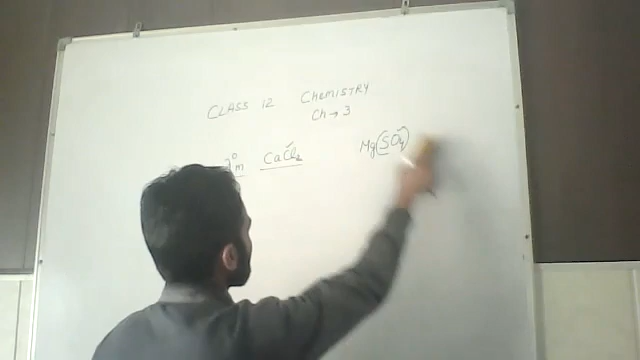 CLASS 12 CHEMISTRY
Ch → 3
λ°m CaCl₂ Mg(SO₄)